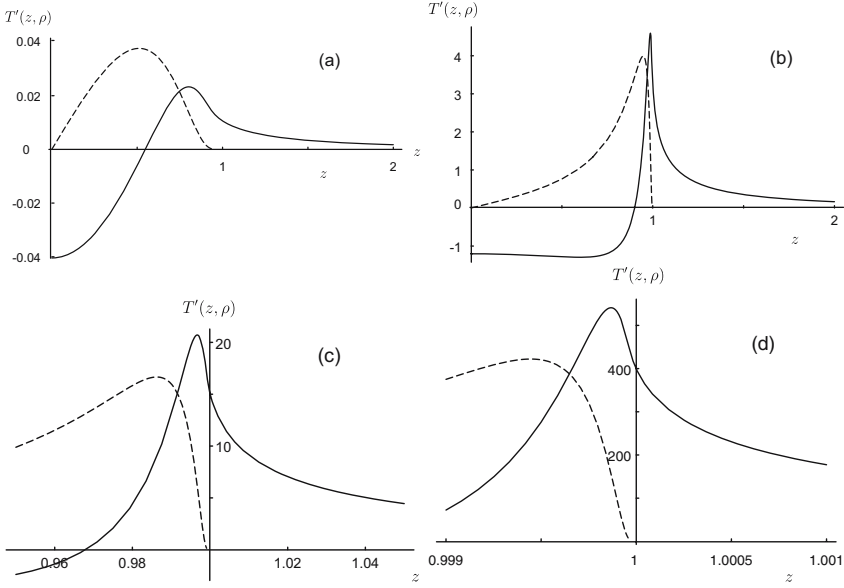 T′(z, ρ)
0.04
0.02
0
-0.02
-0.04
1
2
z
z
(a)
T′(z, ρ)
4
3
2
1
0
-1
1
2
z
(b)
T′(z, ρ)
20
10
0.96
0.98
1.02
1.04
z
(c)
T′(z, ρ)
400
200
0.999
1
1.0005
1.001
z
(d)